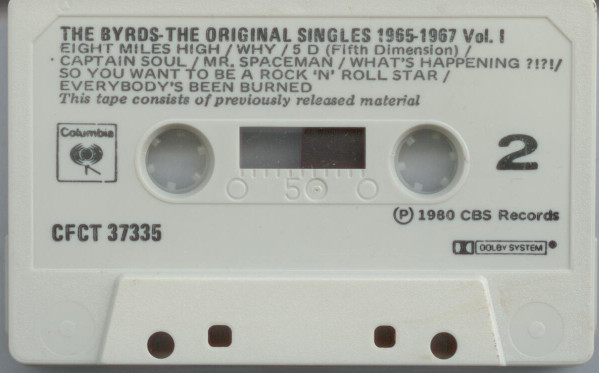 THE BYRDS-THE ORIGINAL SINGLES 1965-1967 Vol. I
EIGHT MILES HIGH / WHY / 5 D (Fifth Dimension) /
CAPTAIN SOUL / MR. SPACEMAN / WHAT'S HAPPENING ?!?!/
SO YOU WANT TO BE A ROCK 'N' ROLL STAR /
EVERYBODY'S BEEN BURNED
This tape consists of previously released material
Columbia
2
50
Ⓟ 1980 CBS Records
CFCT 37335
DOLBY SYSTEM